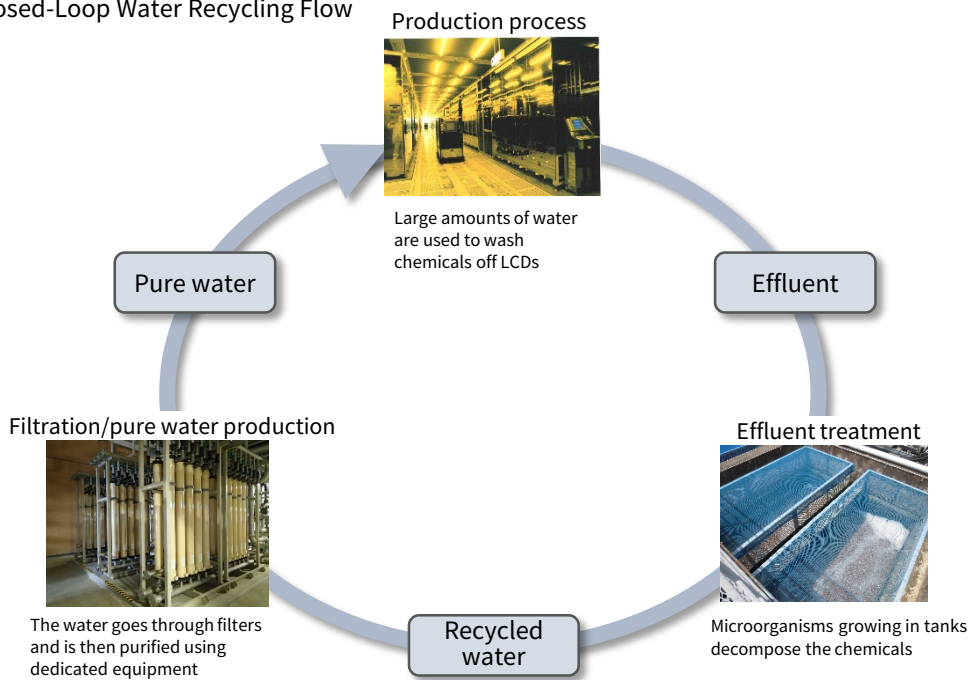 osed-Loop Water Recycling Flow
Production process
Large amounts of water
are used to wash
chemicals off LCDs
Pure water
Effluent
Filtration/pure water production
Effluent treatment
The water goes through filters
and is then purified using
dedicated equipment
Recycled
water
Microorganisms growing in tanks
decompose the chemicals